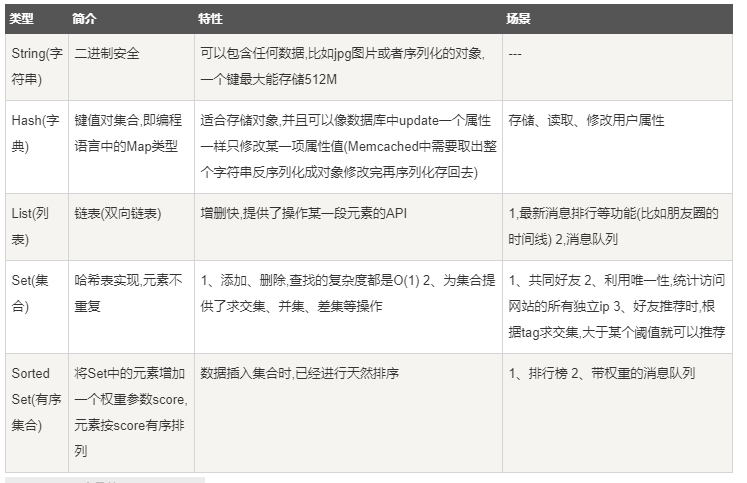 类型 简介 特性 场景
String(字符串) 二进制安全 可以包含任何数据,比如jpg图片或者序列化的对象,一个键最大能存储512M ---
Hash(字典) 键值对集合,即编程语言中的Map类型 适合存储对象,并且可以像数据库中update一个属性一样只修改某一项属性值(Memcached中需要取出整个字符串反序列化成对象修改完再序列化存回去) 存储、读取、修改用户属性
List(列表) 链表(双向链表) 增删快,提供了操作某一段元素的API 1,最新消息排行等功能(比如朋友圈的时间线) 2,消息队列
Set(集合) 哈希表实现,元素不重复 1、添加、删除,查找的复杂度都是O(1) 2、为集合提供了求交集、并集、差集等操作 1、共同好友 2、利用唯一性,统计访问网站的所有独立ip 3、好友推荐时,根据tag求交集,大于某个阈值就可以推荐
Sorted Set(有序集合) 将Set中的元素增加一个权重参数score,元素按score有序排列 数据插入集合时,已经进行天然排序 1、排行榜 2、带权重的消息队列